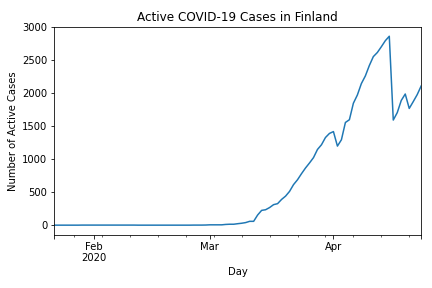 Active COVID-19 Cases in Finland
3000
2500
2000
1500
1000
500
0
Number of Active Cases
Feb
2020
Mar
Apr
Day